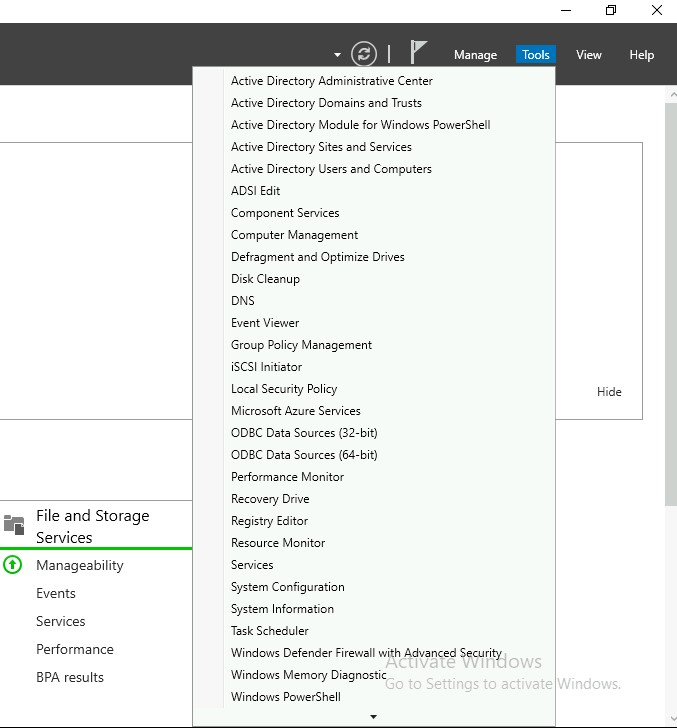 Manage Tools View Help
Active Directory Administrative Center
Active Directory Domains and Trusts
Active Directory Module for Windows PowerShell
Active Directory Sites and Services
Active Directory Users and Computers
ADSI Edit
Component Services
Computer Management
Defragment and Optimize Drives
Disk Cleanup
DNS
Event Viewer
Group Policy Management
iSCSI Initiator
Local Security Policy
Microsoft Azure Services
ODBC Data Sources (32-bit)
ODBC Data Sources (64-bit)
Performance Monitor
Recovery Drive
Registry Editor
Resource Monitor
Services
System Configuration
System Information
Task Scheduler
Windows Defender Firewall with Advanced Security
Windows Memory Diagnostic
Windows PowerShell
Hide
File and Storage
Services
Manageability
Events
Services
Performance
BPA results
Activate Windows
Go to Settings to activate Windows.